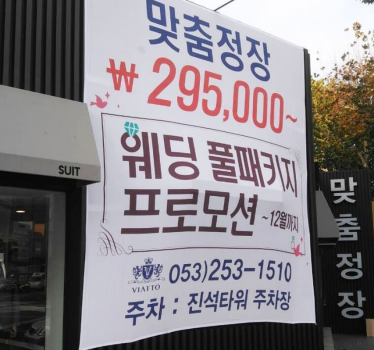 맞춤정장
₩ 295,000~
웨딩 풀패키지
프로모션 ~12월까지
VIATTO
053)253-1510
주차 : 진석타워 주차장
SUIT
맞춤정장